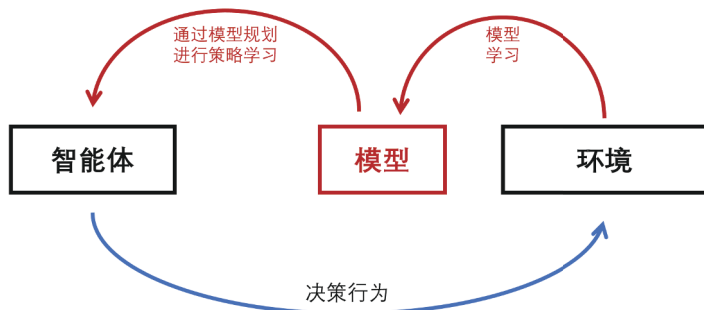 通过模型规划
进行策略学习
模型
学习
智能体
模型
环境
决策行为